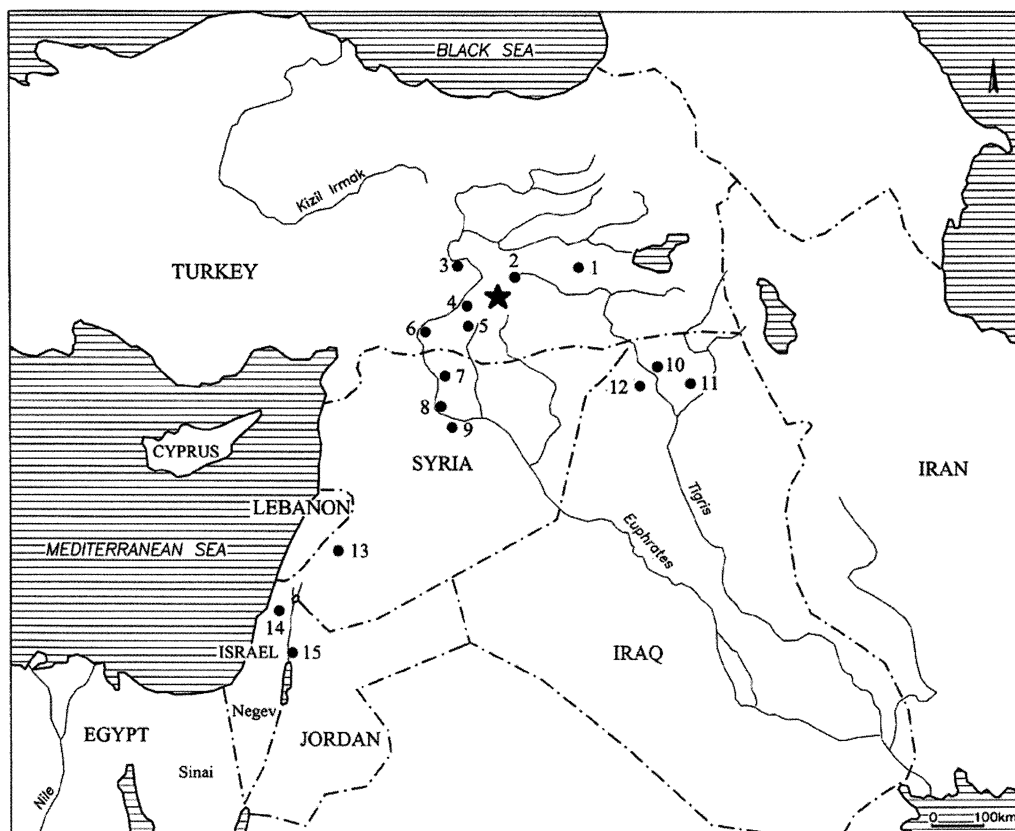 BLACK SEA
Kizil Irmak
TURKEY
3
2
1
4
5
6
7
10
11
12
8
9
CYPRUS
SYRIA
IRAN
LEBANON
Tigris
Euphrates
MEDITERRANEAN SEA
13
14
ISRAEL
15
IRAQ
Negev
EGYPT
JORDAN
Sinai
Nile
0 100km